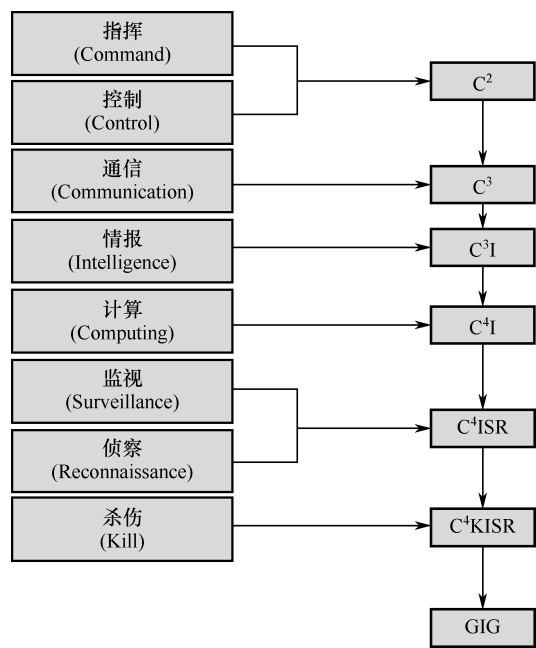 指挥
(Command)
控制
(Control)
C²
通信
(Communication)
C³
情报
(Intelligence)
C³I
计算
(Computing)
C⁴I
监视
(Surveillance)
侦察
(Reconnaissance)
C⁴ISR
杀伤
(Kill)
C⁴KISR
GIG